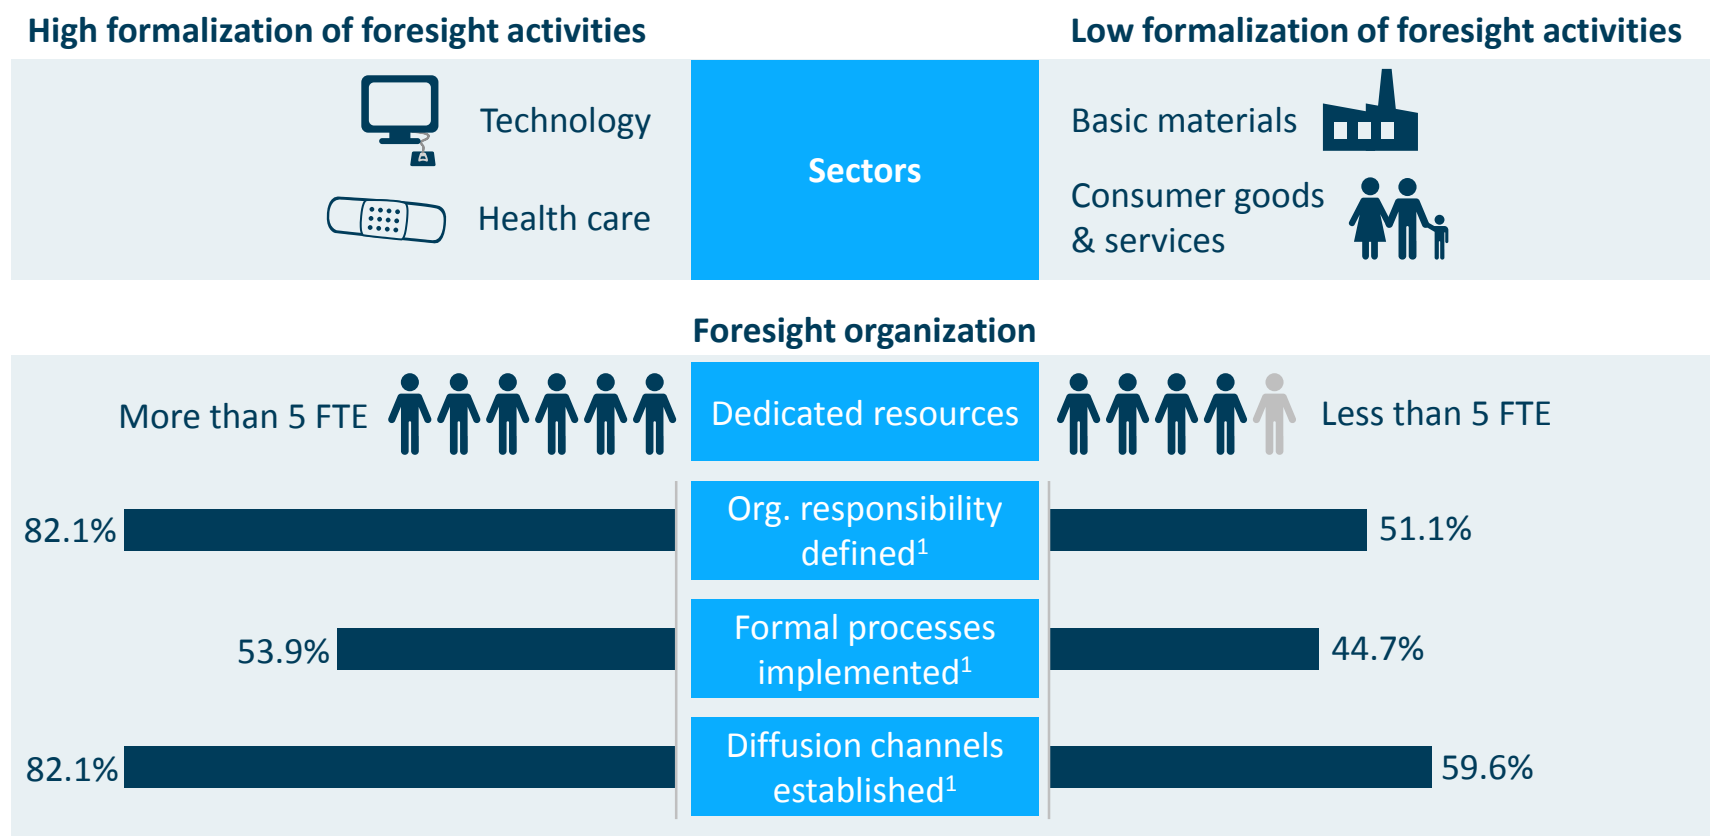 High formalization of foresight activities
Low formalization of foresight activities
Technology
Health care
Sectors
Basic materials
Consumer goods
& services
Foresight organization
More than 5 FTE
Dedicated resources
Less than 5 FTE
82.1%
Org. responsibility
defined¹
51.1%
53.9%
Formal processes
implemented¹
44.7%
82.1%
Diffusion channels
established¹
59.6%